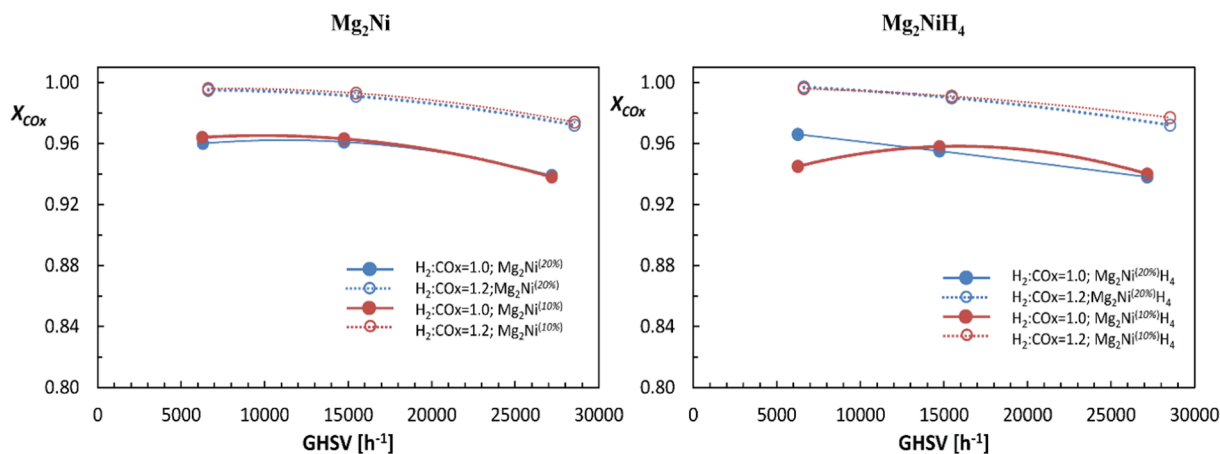 Mg₂Ni
1.00
X_COx
0.96
0.92
0.88
0.84
0.80
H₂:COx=1.0; Mg₂Ni⁽²⁰%⁾
H₂:COx=1.2;Mg₂Ni⁽²⁰%⁾
H₂:COx=1.0; Mg₂Ni⁽¹⁰%⁾
H₂:COx=1.2; Mg₂Ni⁽¹⁰%⁾
0 5000 10000 15000 20000 25000 30000
GHSV [h⁻¹]
Mg₂NiH₄
1.00
X_COx
0.96
0.92
0.88
0.84
0.80
H₂:COx=1.0; Mg₂Ni⁽²⁰%⁾H₄
H₂:COx=1.2;Mg₂Ni⁽²⁰%⁾H₄
H₂:COx=1.0; Mg₂Ni⁽¹⁰%⁾H₄
H₂:COx=1.2; Mg₂Ni⁽¹⁰%⁾H₄
0 5000 10000 15000 20000 25000 30000
GHSV [h⁻¹]